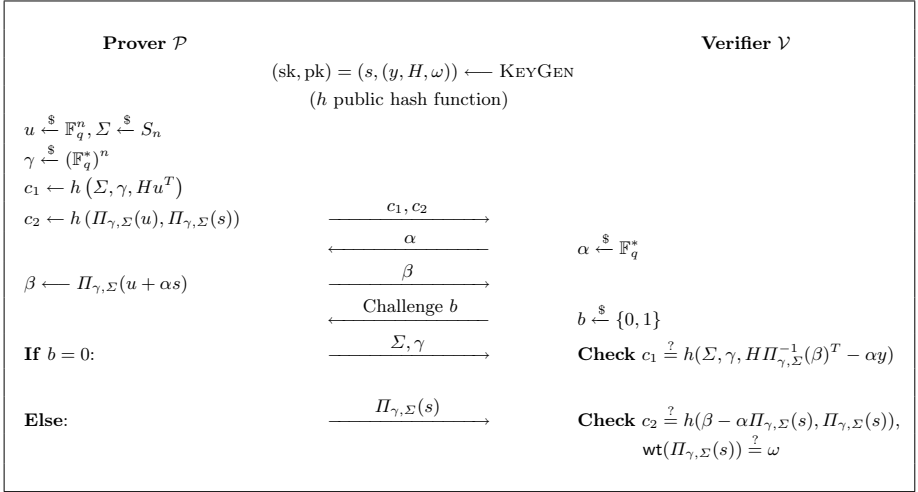 Prover 𝒫 Verifier 𝒱
(sk, pk) = (s, (y, H, ω)) ⟵ KEYGEN
(h public hash function)
u ←$ 𝔽_q^n, Σ ←$ S_n
γ ←$ (𝔽_q^*)^n
c_1 ← h (Σ, γ, Hu^T)
c_2 ← h (Π_{γ,Σ}(u), Π_{γ,Σ}(s)) c_1, c_2
α α ←$ 𝔽_q^*
β ⟵ Π_{γ,Σ}(u + αs) β
Challenge b b ←$ {0, 1}
If b = 0: Σ, γ Check c_1 ?= h(Σ, γ, HΠ_{γ,Σ}^{-1}(β)^T − αy)
Else: Π_{γ,Σ}(s) Check c_2 ?= h(β − αΠ_{γ,Σ}(s), Π_{γ,Σ}(s)),
wt(Π_{γ,Σ}(s)) ?= ω